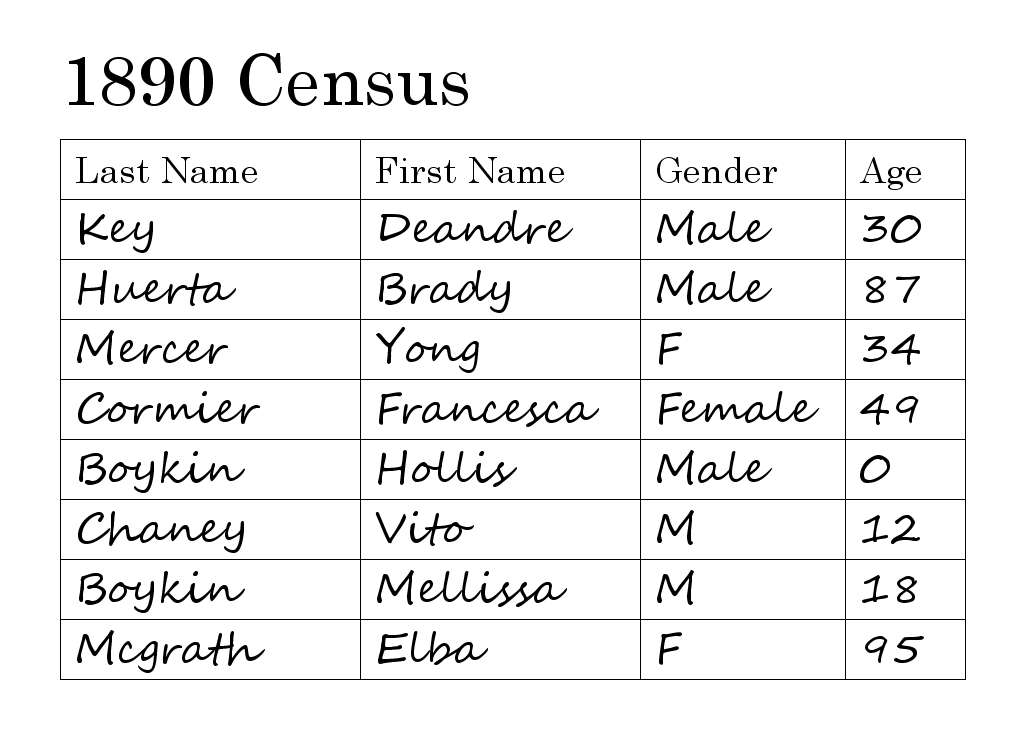 1890 Census
Last Name First Name Gender Age
Key Deandre Male 30
Huerta Brady Male 87
Mercer Yong F 34
Cormier Francesca Female 49
Boykin Hollis Male 0
Chaney Vito M 12
Boykin Mellissa M 18
Mcgrath Elba F 95